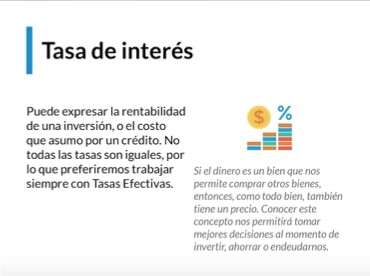 Tasa de interés
Puede expresar la rentabilidad
de una inversión, o el costo
que asumo por un crédito. No
todas las tasas son iguales, por
lo que preferiremos trabajar
siempre con Tasas Efectivas.
$ %
Si el dinero es un bien que nos
permite comprar otros bienes,
entonces, como todo bien, también
tiene un precio. Conocer este
concepto nos permitirá tomar
mejores decisiones al momento de
invertir, ahorrar o endeudarnos.